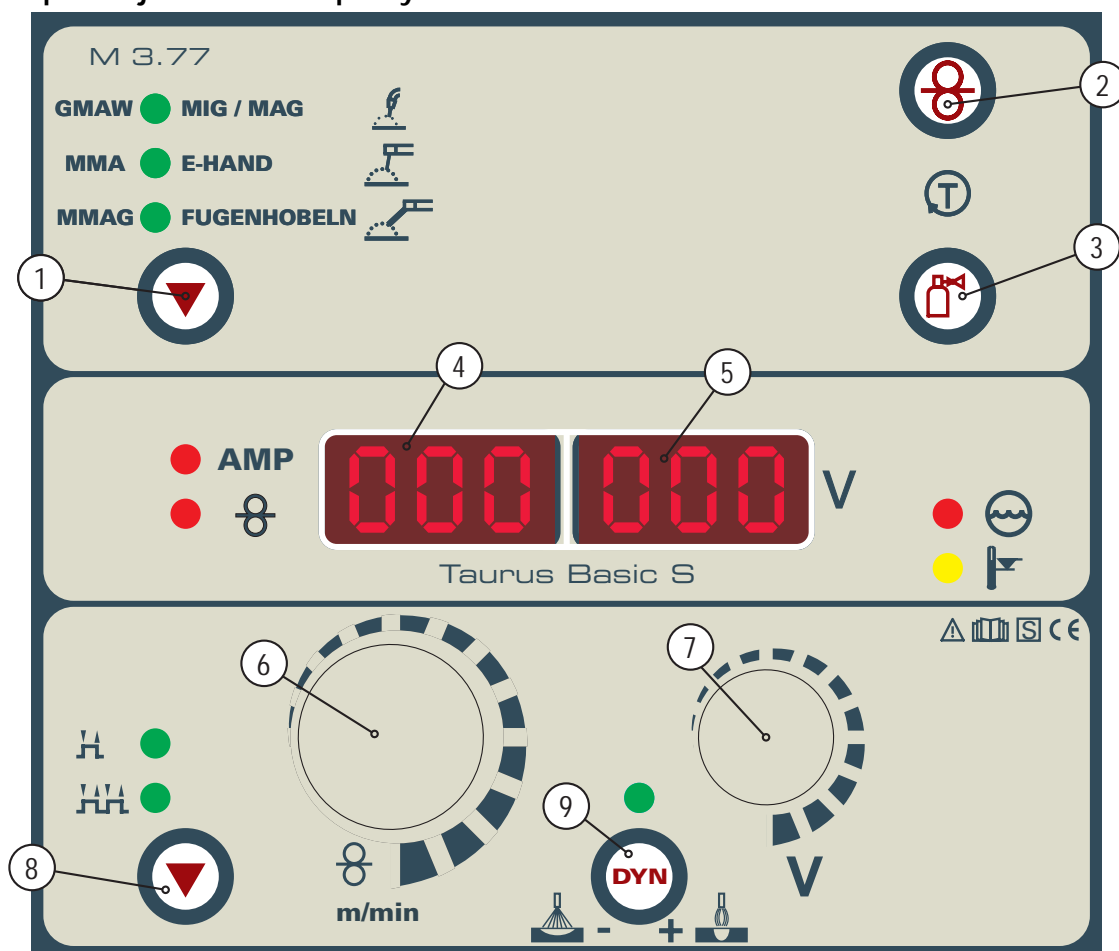 M 3.77
GMAW MIG / MAG
MMA E-HAND
MMAG FUGENHOBELN
T
1
2
3
4
5
AMP
000 000 V
Taurus Basic S
S CE
6
7
8
9
m/min
DYN
- +
V